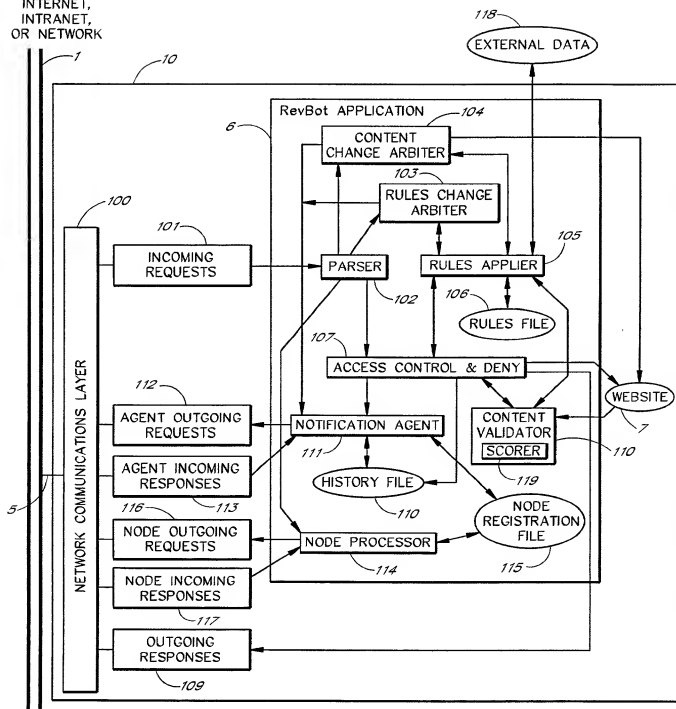 INTERNET,
INTRANET,
OR NETWORK
1
10
118
EXTERNAL DATA
6
RevBot APPLICATION
104
CONTENT
CHANGE ARBITER
103
RULES CHANGE
ARBITER
100
101
INCOMING
REQUESTS
PARSER
102
RULES APPLIER
105
106
RULES FILE
107
ACCESS CONTROL & DENY
WEBSITE
7
112
AGENT OUTGOING
REQUESTS
NOTIFICATION AGENT
111
CONTENT
VALIDATOR
SCORER
119
110
AGENT INCOMING
RESPONSES
113
HISTORY FILE
110
5
NETWORK COMMUNICATIONS LAYER
116
NODE OUTGOING
REQUESTS
NODE PROCESSOR
114
NODE
REGISTRATION
FILE
115
NODE INCOMING
RESPONSES
117
OUTGOING
RESPONSES
109